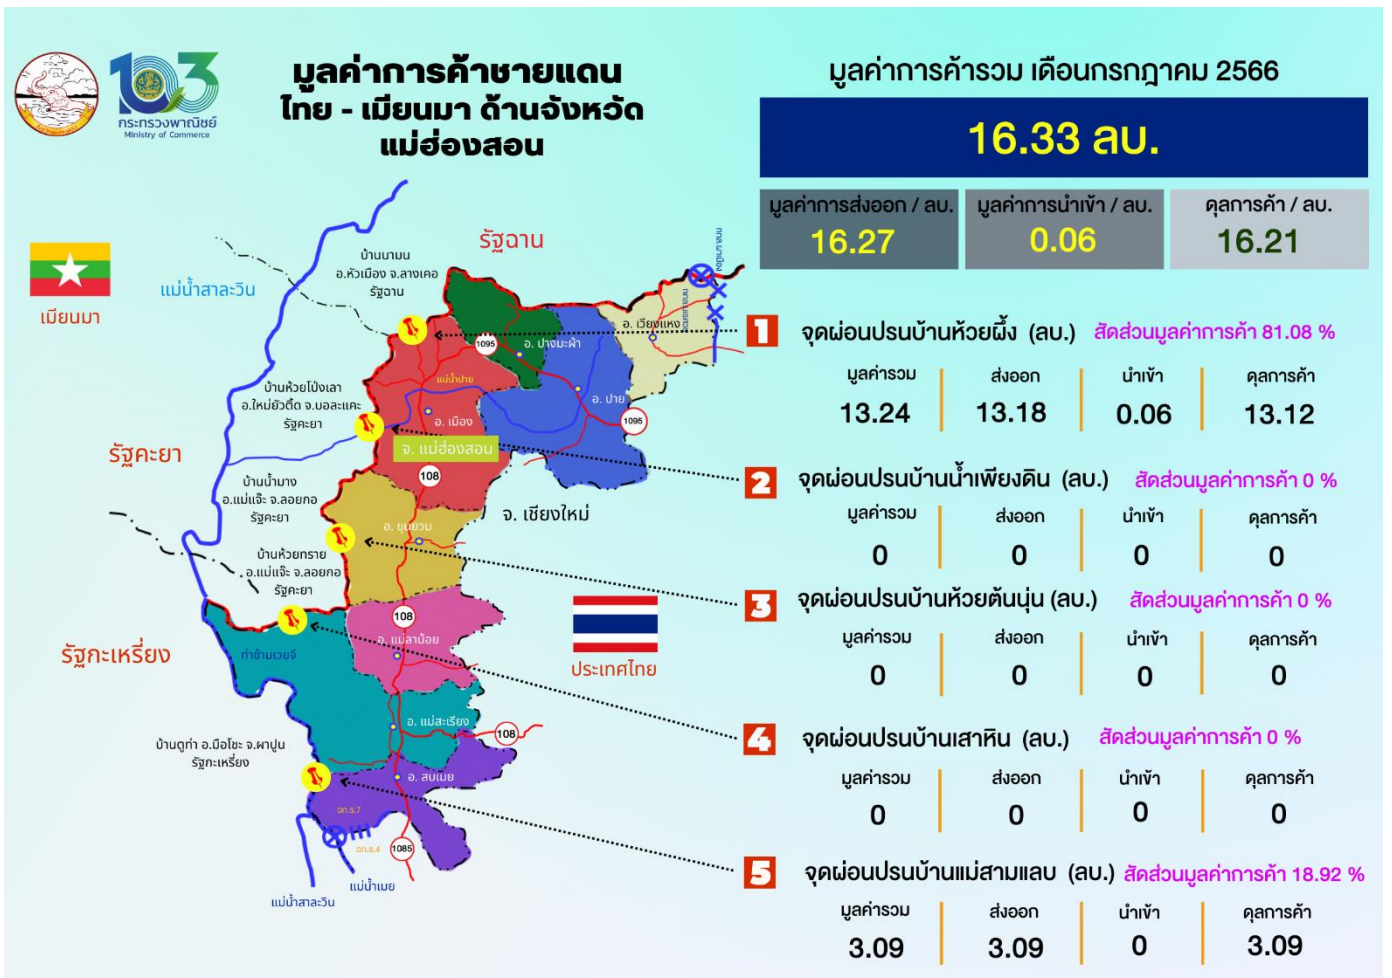 103
กระทรวงพาณิชย์
Ministry of Commerce
มูลค่าการค้าชายแดน
ไทย - เมียนมา ด้านจังหวัด
แม่ฮ่องสอน
มูลค่าการค้ารวม เดือนกรกฎาคม 2566
16.33 ลบ.
มูลค่าการส่งออก / ลบ.
16.27
มูลค่าการนำเข้า / ลบ.
0.06
ดุลการค้า / ลบ.
16.21
เมียนมา
แม่น้ำสาละวิน
รัฐฉาน
บ้านนามน
อ.หัวเมือง จ.ลางเคอ
รัฐฉาน
อ. เวียงแหง
1095
อ. ปางมะผ้า
แม่น้ำปาย
อ. ปาย
1095
อ. เมือง
จ. แม่ฮ่องสอน
108
บ้านห้วยโป่งเลา
อ.ใหม่ยัวตี้ด จ.บอละแคะ
รัฐคะยา
รัฐคะยา
บ้านน้ำมาง
อ.แม่แจ๊ะ จ.ลอยกอ
รัฐคะยา
จ. เชียงใหม่
อ. ขุนยวม
บ้านห้วยทราย
อ.แม่แจ๊ะ จ.ลอยกอ
รัฐคะยา
108
อ. แม่ลาน้อย
รัฐกะเหรี่ยง
ท่าข้ามเวยจี
ประเทศไทย
อ. แม่สะเรียง
108
บ้านตูท่า อ.มือโซะ จ.ผาปูน
รัฐกะเหรี่ยง
อ. สบเมย
ฉก.ร.7
ฉก.ร.4
1085
แม่น้ำเมย
แม่น้ำสาละวิน
1 จุดผ่อนปรนบ้านห้วยผึ้ง (ลบ.) สัดส่วนมูลค่าการค้า 81.08 %
มูลค่ารวม ส่งออก นำเข้า ดุลการค้า
13.24 13.18 0.06 13.12
2 จุดผ่อนปรนบ้านน้ำเพียงดิน (ลบ.) สัดส่วนมูลค่าการค้า 0 %
มูลค่ารวม ส่งออก นำเข้า ดุลการค้า
0 0 0 0
3 จุดผ่อนปรนบ้านห้วยต้นนุ่น (ลบ.) สัดส่วนมูลค่าการค้า 0 %
มูลค่ารวม ส่งออก นำเข้า ดุลการค้า
0 0 0 0
4 จุดผ่อนปรนบ้านเสาหิน (ลบ.) สัดส่วนมูลค่าการค้า 0 %
มูลค่ารวม ส่งออก นำเข้า ดุลการค้า
0 0 0 0
5 จุดผ่อนปรนบ้านแม่สามแลบ (ลบ.) สัดส่วนมูลค่าการค้า 18.92 %
มูลค่ารวม ส่งออก นำเข้า ดุลการค้า
3.09 3.09 0 3.09